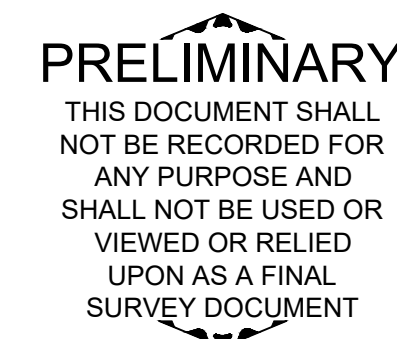 PRELIMINARY
THIS DOCUMENT SHALL
NOT BE RECORDED FOR
ANY PURPOSE AND
SHALL NOT BE USED OR
VIEWED OR RELIED
UPON AS A FINAL
SURVEY DOCUMENT